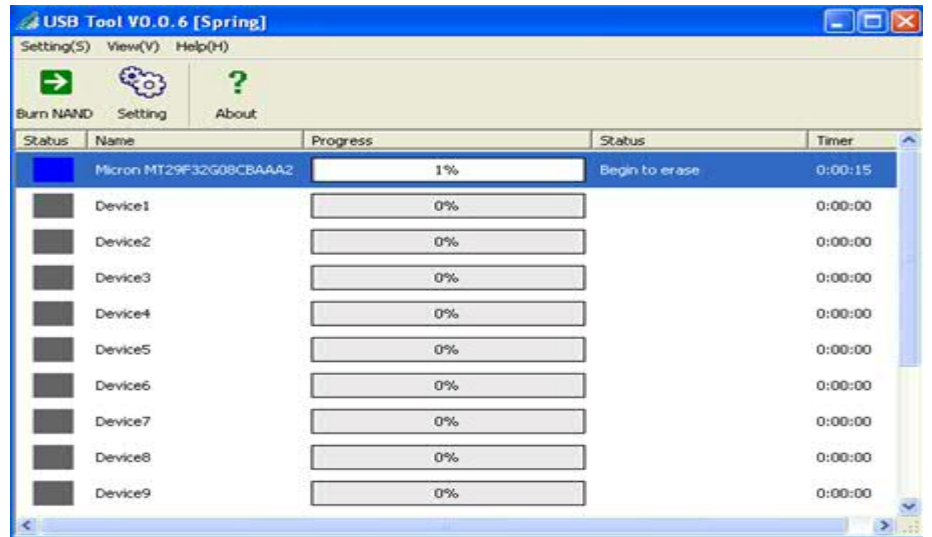 USB Tool V0.0.6 [Spring]
Setting(S) View(V) Help(H)
Burn NAND Setting About
Status Name Progress Status Timer
Micron MT29F32G08CBAAA2 1% Begin to erase 0:00:15
Device1 0% 0:00:00
Device2 0% 0:00:00
Device3 0% 0:00:00
Device4 0% 0:00:00
Device5 0% 0:00:00
Device6 0% 0:00:00
Device7 0% 0:00:00
Device8 0% 0:00:00
Device9 0% 0:00:00